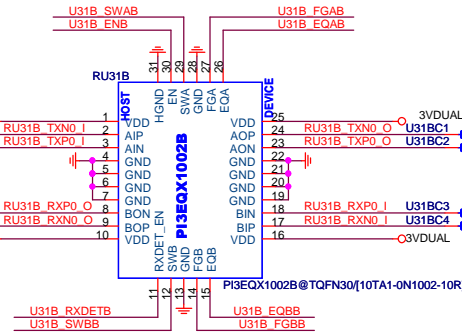 U31B_SWAB
U31B_ENB
U31B_FGAB
U31B_EQAB
31 30 29 28 27 26
RU31B
HGND EN SWA GND FGA EQA
HOST
DEVICE
PI3EQX1002B
1 VDD
U31B_TXN0_I 2 AIP
U31B_TXP0_I 3 AIN
4 GND
5 GND
6 GND
7 GND
U31B_RXP0_O 8 BON
U31B_RXN0_O 9 BOP
10 VDD
VDD 25 3VDUAL
AOP 24 RU31B_TXN0_O U31BC1
AON 23 RU31B_TXP0_O U31BC2
GND 22
GND 21
GND 20
GND 19
BIN 18 RU31B_RXP0_I U31BC3
BIP 17 RU31B_RXN0_I U31BC4
VDD 16 3VDUAL
RXDET_EN SWB GND FGB EQB
11 12 13 14 15
PI3EQX1002B@TQFN30/[10TA1-0N1002-10R
U31B_RXDETB
U31B_SWBB
U31B_EQBB
U31B_FGBB